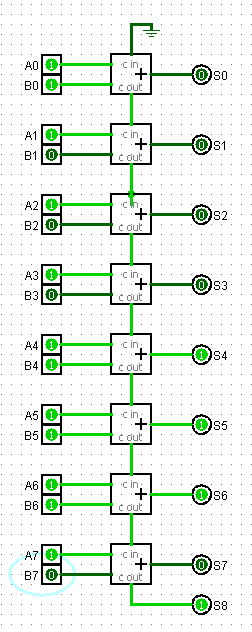 A0 1 c in
B0 1 + 0 S0
c out
A1 1 c in
B1 0 + 0 S1
c out
A2 1 c in
B2 0 + 0 S2
c out
A3 1 c in
B3 0 + 0 S3
c out
A4 1 c in
B4 1 + 1 S4
c out
A5 1 c in
B5 1 + 1 S5
c out
A6 1 c in
B6 1 + 1 S6
c out
A7 1 c in
B7 0 + 0 S7
c out
1 S8